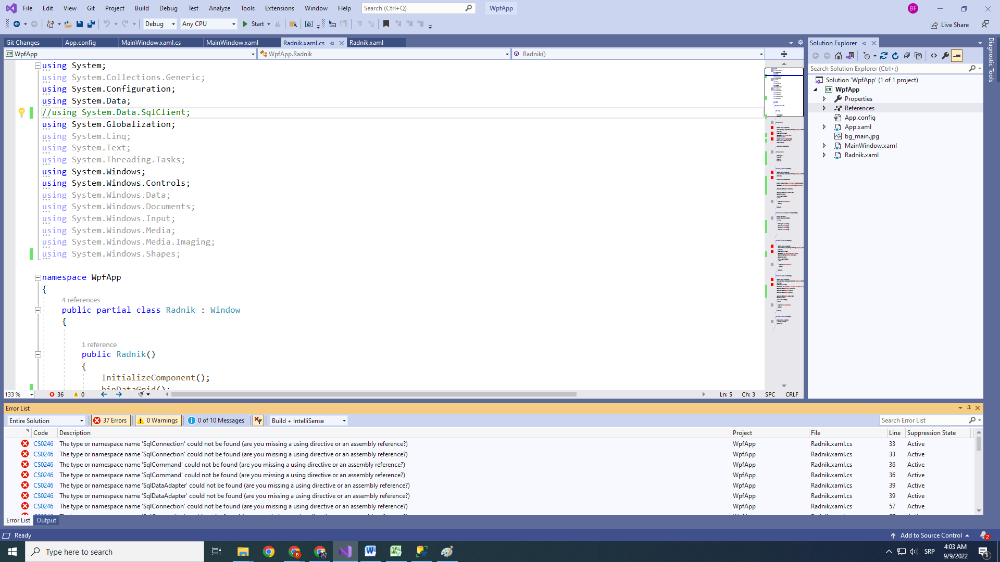 File Edit View Git Project Build Debug Test Analyze Tools Extensions Window Help Search (Ctrl+Q) WpfApp BF
Debug Any CPU Start Live Share
Git Changes App.config MainWindow.xaml.cs MainWindow.xaml Radnik.xaml.cs Radnik.xaml
C# WpfApp WpfApp.Radnik Radnik()
using System;
using System.Collections.Generic;
using System.Configuration;
using System.Data;
//using System.Data.SqlClient;
using System.Globalization;
using System.Linq;
using System.Text;
using System.Threading.Tasks;
using System.Windows;
using System.Windows.Controls;
using System.Windows.Data;
using System.Windows.Documents;
using System.Windows.Input;
using System.Windows.Media;
using System.Windows.Media.Imaging;
using System.Windows.Shapes;
namespace WpfApp
{
4 references
public partial class Radnik : Window
{
1 reference
public Radnik()
{
InitializeComponent();
133 % 36 0 Ln: 5 Ch: 3 SPC CRLF
Solution Explorer
Search Solution Explorer (Ctrl+;)
Solution 'WpfApp' (1 of 1 project)
C# WpfApp
Properties
References
App.config
App.xaml
bg_main.jpg
MainWindow.xaml
Radnik.xaml
Diagnostic Tools
Error List
Entire Solution 37 Errors 0 Warnings 0 of 10 Messages Build + IntelliSense Search Error List
Code Description Project File Line Suppression State
CS0246 The type or namespace name 'SqlConnection' could not be found (are you missing a using directive or an assembly reference?) WpfApp Radnik.xaml.cs 33 Active
CS0246 The type or namespace name 'SqlConnection' could not be found (are you missing a using directive or an assembly reference?) WpfApp Radnik.xaml.cs 33 Active
CS0246 The type or namespace name 'SqlCommand' could not be found (are you missing a using directive or an assembly reference?) WpfApp Radnik.xaml.cs 36 Active
CS0246 The type or namespace name 'SqlCommand' could not be found (are you missing a using directive or an assembly reference?) WpfApp Radnik.xaml.cs 36 Active
CS0246 The type or namespace name 'SqlDataAdapter' could not be found (are you missing a using directive or an assembly reference?) WpfApp Radnik.xaml.cs 39 Active
CS0246 The type or namespace name 'SqlDataAdapter' could not be found (are you missing a using directive or an assembly reference?) WpfApp Radnik.xaml.cs 39 Active
CS0246 The type or namespace name 'SqlConnection' could not be found (are you missing a using directive or an assembly reference?) WpfApp Radnik.xaml.cs 57 Active
Error List Output
Ready Add to Source Control 2
Type here to search SRP 4:03 AM
9/9/2022 1